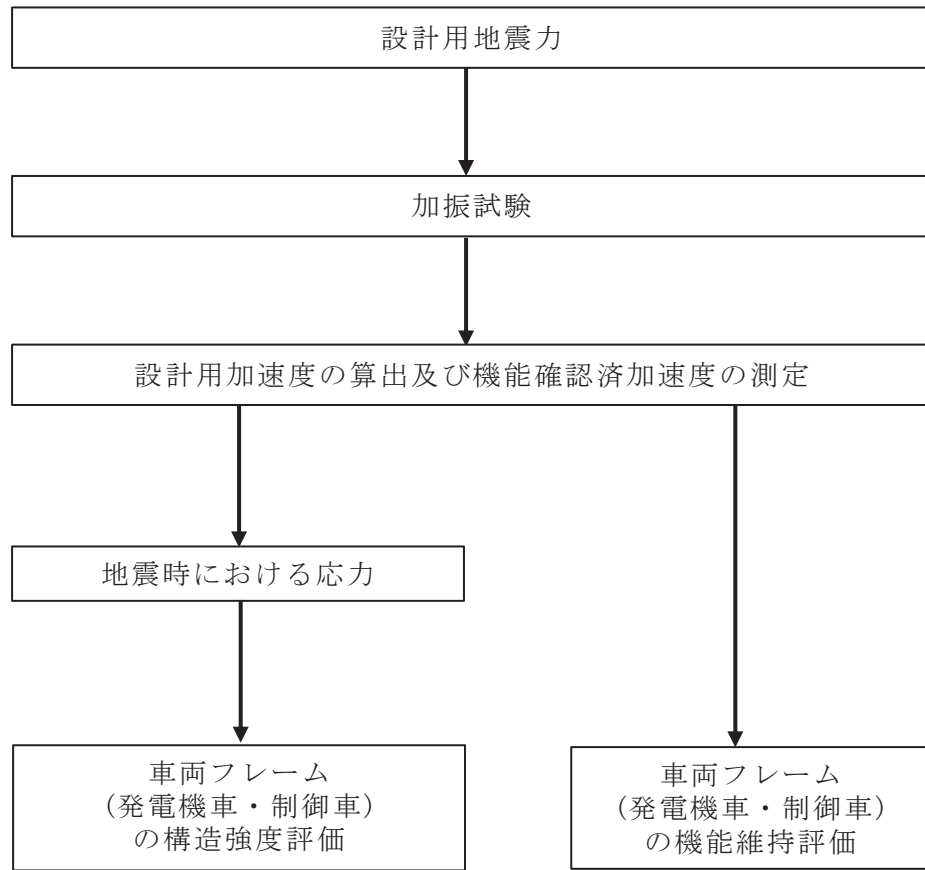 設計用地震力
加振試験
設計用加速度の算出及び機能確認済加速度の測定
地震時における応力
車両フレーム
(発電機車・制御車)
の構造強度評価
車両フレーム
(発電機車・制御車)
の機能維持評価